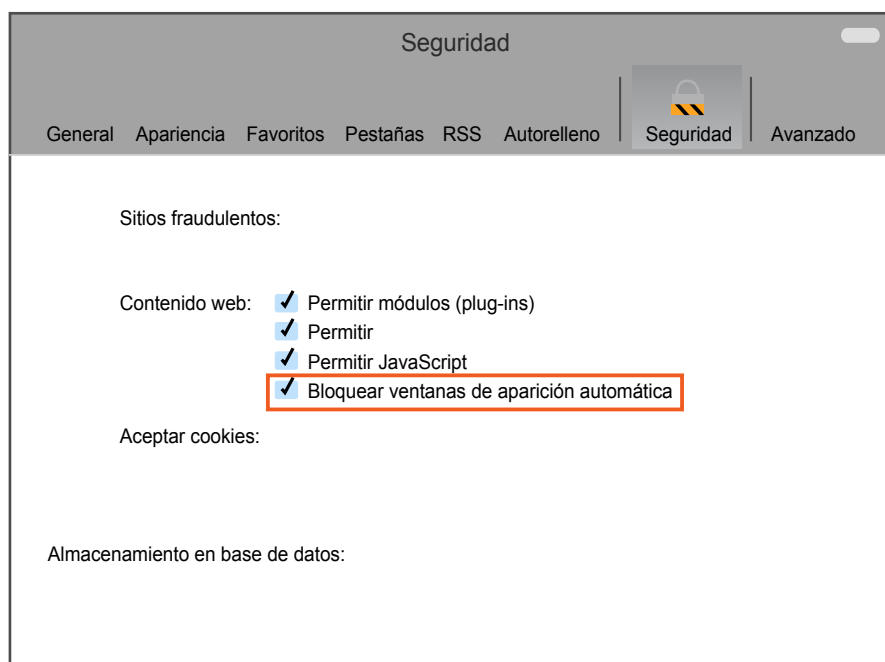 Seguridad
General Apariencia Favoritos Pestañas RSS Autorelleno Seguridad Avanzado
Sitios fraudulentos:
Contenido web: Permitir módulos (plug-ins)
Permitir
Permitir JavaScript
Bloquear ventanas de aparición automática
Aceptar cookies:
Almacenamiento en base de datos: